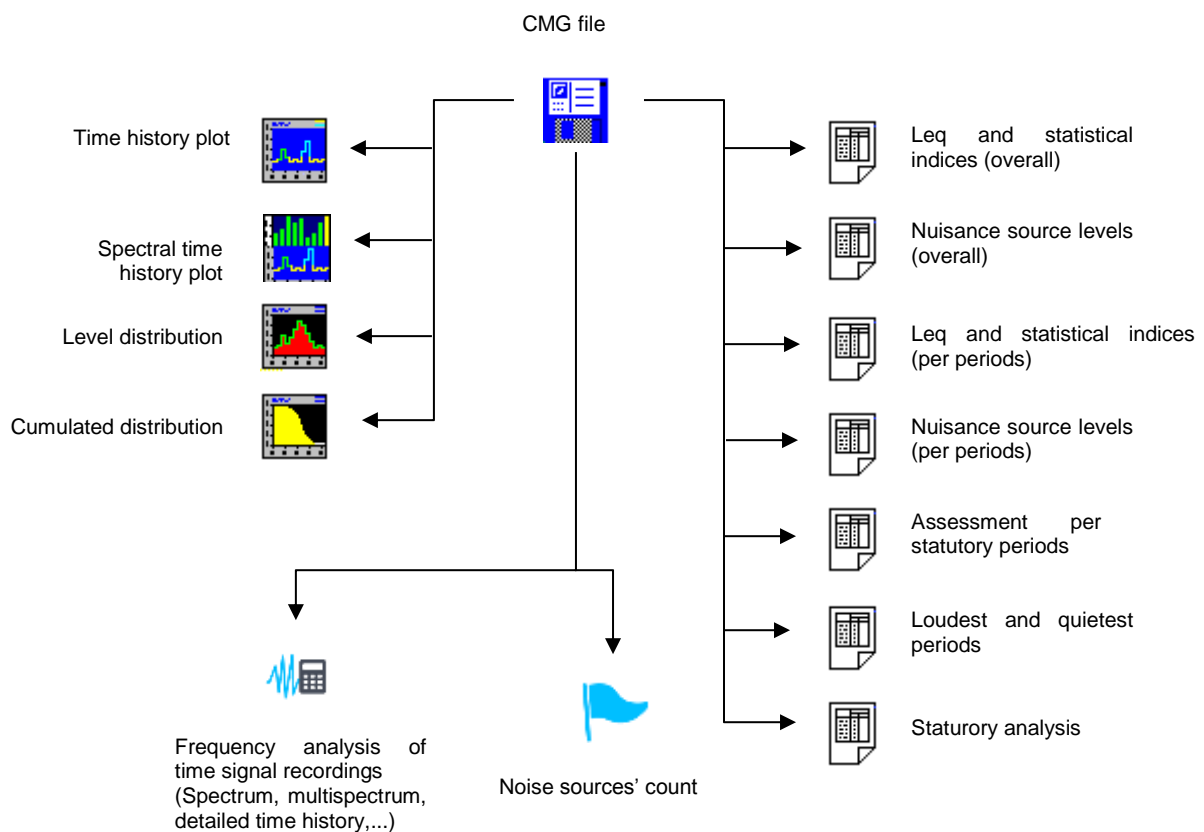 CMG file
Time history plot
Spectral time
history plot
Level distribution
Cumulated distribution
Leq and statistical
indices (overall)
Nuisance source levels
(overall)
Leq and statistical indices
(per periods)
Nuisance source levels
(per periods)
Assessment per
statutory periods
Loudest and quietest
periods
Staturory analysis
Frequency analysis of
time signal recordings
(Spectrum, multispectrum,
detailed time history,...)
Noise sources’ count